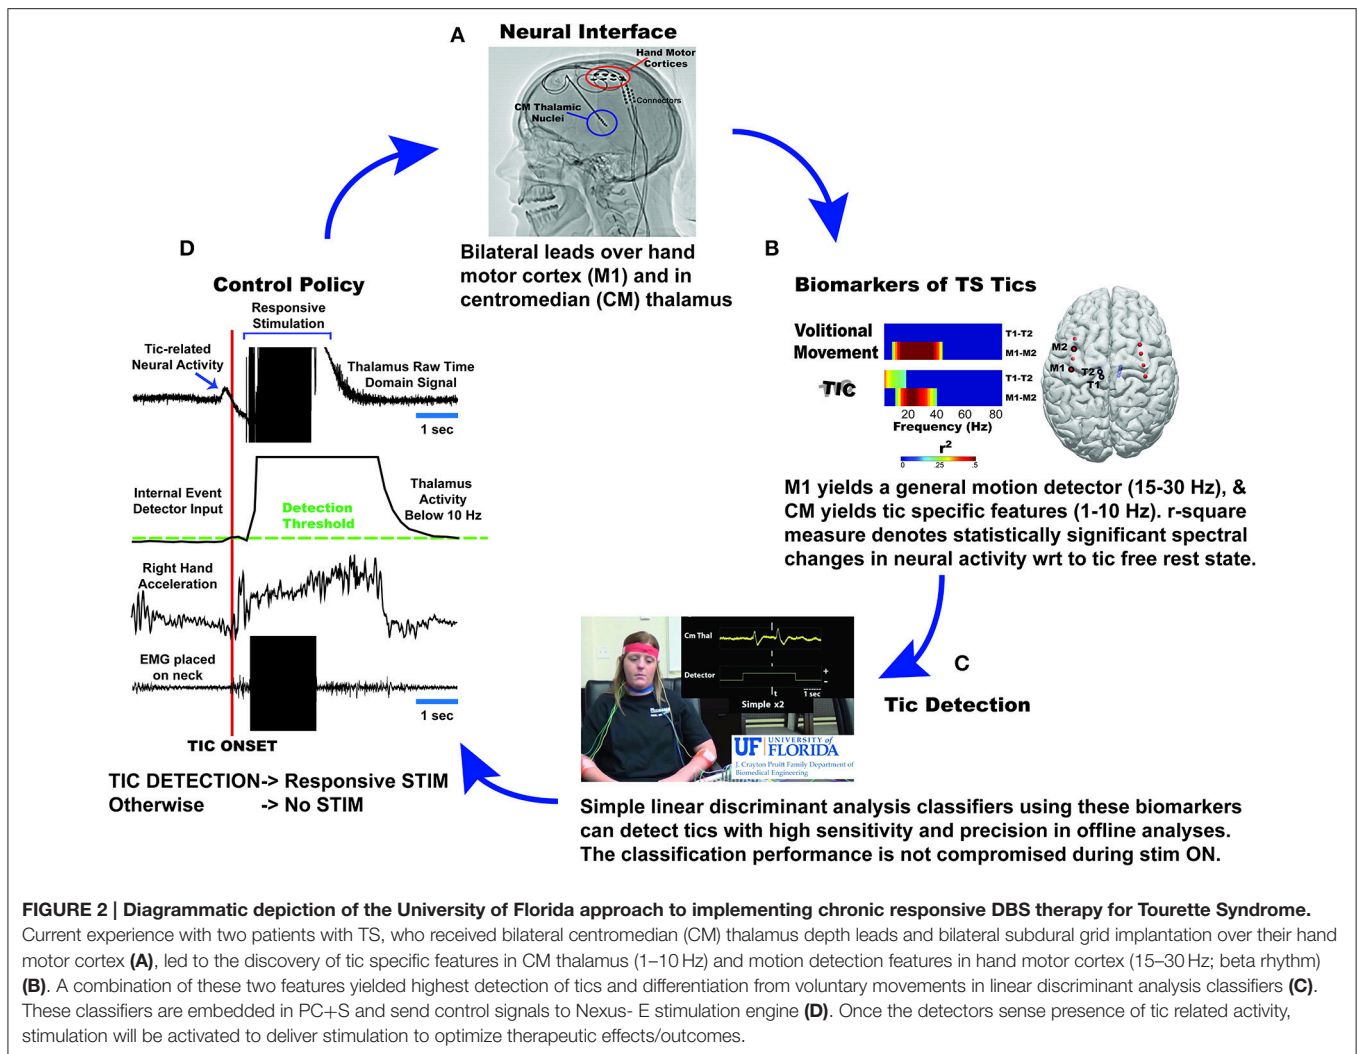 A
Neural Interface
Hand Motor
Cortices
Connectors
CM Thalamic
Nuclei
Bilateral leads over hand
motor cortex (M1) and in
centromedian (CM) thalamus
B
Biomarkers of TS Tics
Volitional
Movement
T1-T2
M1-M2
TIC
T1-T2
M1-M2
20 40 60 80
Frequency (Hz)
r2
0 .25 .5
M2
M1
T2
T1
M1 yields a general motion detector (15-30 Hz), &
CM yields tic specific features (1-10 Hz). r-square
measure denotes statistically significant spectral
changes in neural activity wrt to tic free rest state.
C
Tic Detection
Cm Thal
Detector
+
-
t
1 sec
Simple x2
UF UNIVERSITY of
FLORIDA
J. Crayton Pruitt Family Department of
Biomedical Engineering
Simple linear discriminant analysis classifiers using these biomarkers
can detect tics with high sensitivity and precision in offline analyses.
The classification performance is not compromised during stim ON.
D
Control Policy
Responsive
Stimulation
Tic-related
Neural Activity
Thalamus Raw Time
Domain Signal
1 sec
Internal Event
Detector Input
Detection
Threshold
Thalamus
Activity
Below 10 Hz
Right Hand
Acceleration
EMG placed
on neck
1 sec
TIC ONSET
TIC DETECTION-> Responsive STIM
Otherwise -> No STIM
FIGURE 2 | Diagrammatic depiction of the University of Florida approach to implementing chronic responsive DBS therapy for Tourette Syndrome.
Current experience with two patients with TS, who received bilateral centromedian (CM) thalamus depth leads and bilateral subdural grid implantation over their hand
motor cortex (A), led to the discovery of tic specific features in CM thalamus (1–10 Hz) and motion detection features in hand motor cortex (15–30 Hz; beta rhythm)
(B). A combination of these two features yielded highest detection of tics and differentiation from voluntary movements in linear discriminant analysis classifiers (C).
These classifiers are embedded in PC+S and send control signals to Nexus- E stimulation engine (D). Once the detectors sense presence of tic related activity,
stimulation will be activated to deliver stimulation to optimize therapeutic effects/outcomes.